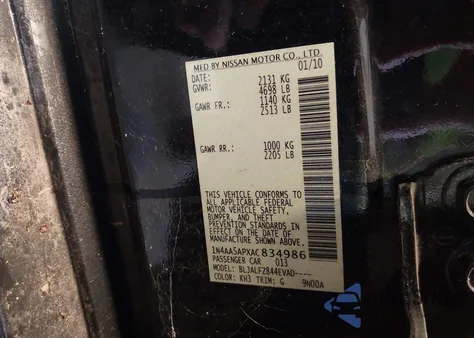 MFD BY NISSAN MOTOR CO., LTD.
DATE: 01/10
GVWR: 2131 KG
4698 LB
GAWR FR.: 1140 KG
2513 LB
GAWR RR.: 1000 KG
2205 LB
THIS VEHICLE CONFORMS TO
ALL APPLICABLE FEDERAL
MOTOR VEHICLE SAFETY,
BUMPER, AND THEFT
PREVENTION STANDARDS IN
EFFECT ON THE DATE OF
MANUFACTURE SHOWN ABOVE.
1N4AA5APXAC834986
PASSENGER CAR 013
MODEL: BLJALFZ844EVAD----
COLOR: KH3 TRIM: G 9N00A